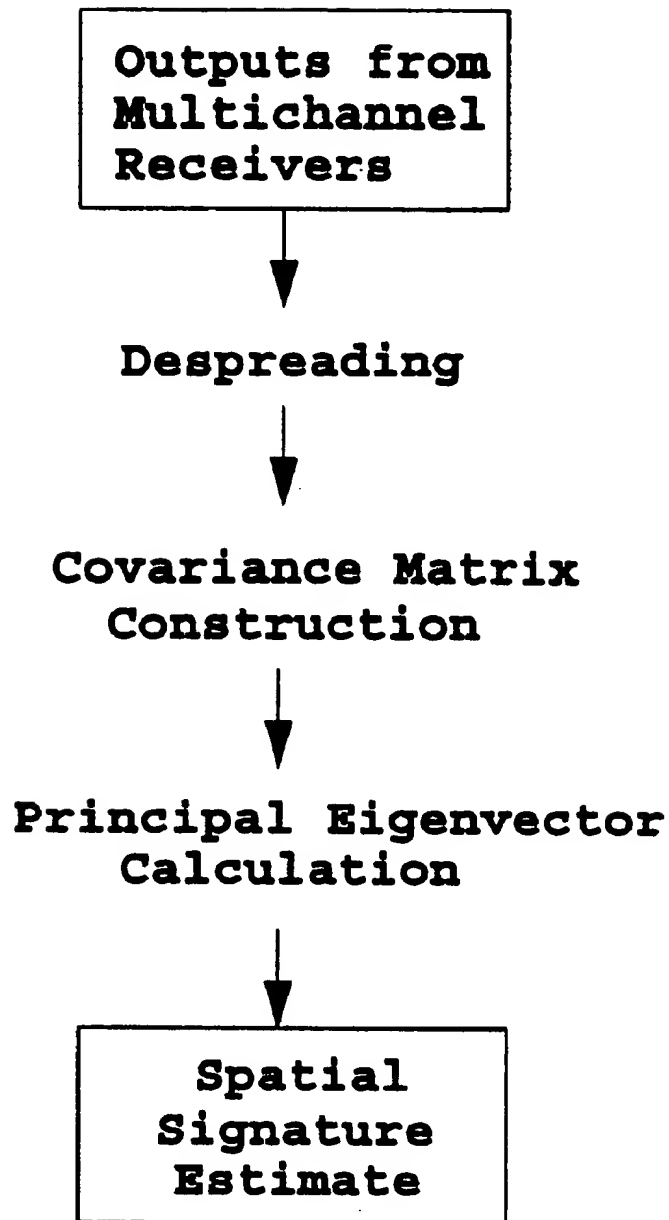 Outputs from
Multichannel
Receivers
Despreading
Covariance Matrix
Construction
Principal Eigenvector
Calculation
Spatial
Signature
Estimate